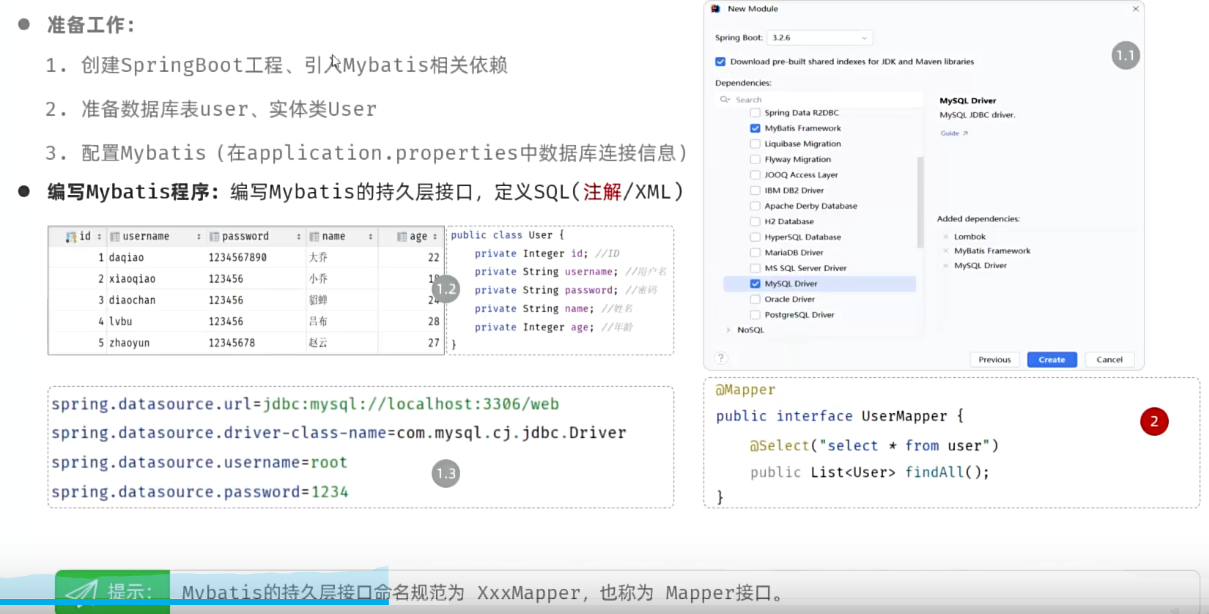 ● 准备工作：
1. 创建SpringBoot工程、引入Mybatis相关依赖
2. 准备数据库表user、实体类User
3. 配置Mybatis（在application.properties中数据库连接信息）
● 编写Mybatis程序：编写Mybatis的持久层接口，定义SQL（注解/XML）
id username password name age
1 daqiao 1234567890 大乔 22
2 xiaoqiao 123456 小乔
3 diaochan 123456 貂蝉 24
4 lvbu 123456 吕布 28
5 zhaoyun 12345678 赵云 27
1.2
public class User {
private Integer id; //ID
private String username; //用户名
private String password; //密码
private String name; //姓名
private Integer age; //年龄
}
spring.datasource.url=jdbc:mysql://localhost:3306/web
spring.datasource.driver-class-name=com.mysql.cj.jdbc.Driver
spring.datasource.username=root
spring.datasource.password=1234
1.3
New Module
Spring Boot: 3.2.6
1.1
Download pre-built shared indexes for JDK and Maven libraries
Dependencies:
Search
Spring Data R2DBC
MyBatis Framework
Liquibase Migration
Flyway Migration
JOOQ Access Layer
IBM DB2 Driver
Apache Derby Database
H2 Database
HyperSQL Database
MariaDB Driver
MS SQL Server Driver
MySQL Driver
Oracle Driver
PostgreSQL Driver
NoSQL
MySQL Driver
MySQL JDBC driver.
Guide ↗
Added dependencies:
× Lombok
× MyBatis Framework
× MySQL Driver
?
Previous Create Cancel
@Mapper
public interface UserMapper {
@Select("select * from user")
public List<User> findAll();
}
2
提示： Mybatis的持久层接口命名规范为 XxxMapper，也称为 Mapper接口。